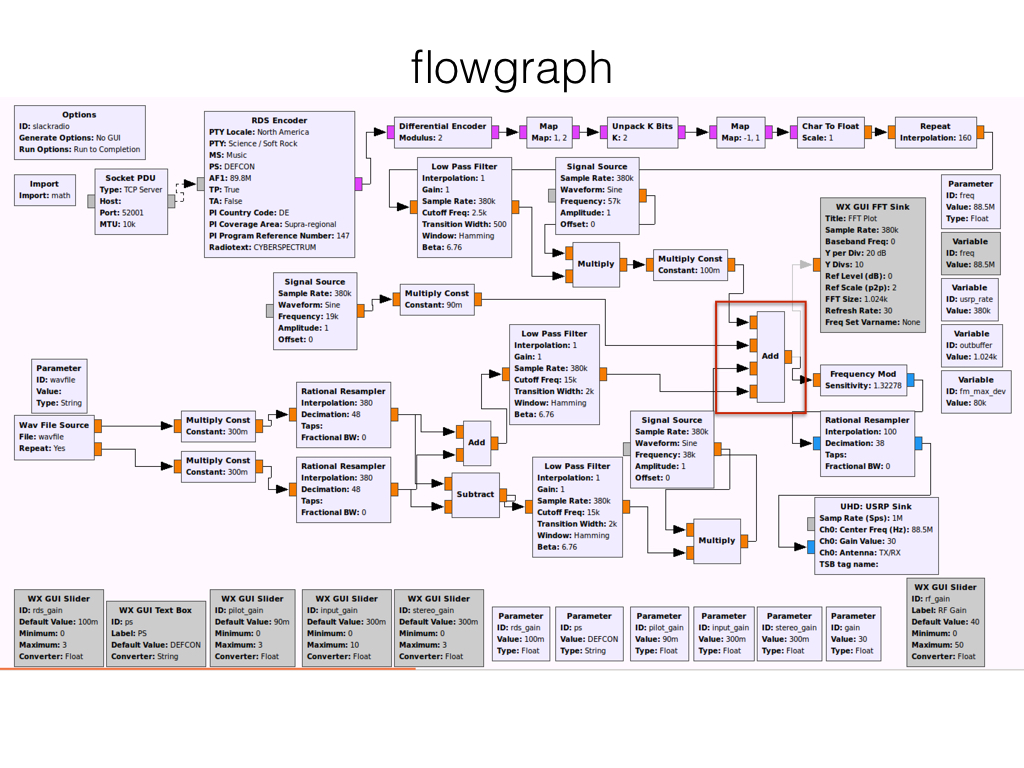 flowgraph
Options
ID: slackradio
Generate Options: No GUI
Run Options: Run to Completion
Import
Import: math
Socket PDU
Type: TCP Server
Host:
Port: 52001
MTU: 10k
RDS Encoder
PTY Locale: North America
PTY: Science / Soft Rock
MS: Music
PS: DEFCON
AF1: 89.8M
TP: True
TA: False
PI Country Code: DE
PI Coverage Area: Supra-regional
PI Program Reference Number: 147
Radiotext: CYBERSPECTRUM
Differential Encoder
Modulus: 2
Map
Map: 1, 2
Unpack K Bits
K: 2
Map
Map: -1, 1
Char To Float
Scale: 1
Repeat
Interpolation: 160
Low Pass Filter
Interpolation: 1
Gain: 1
Sample Rate: 380k
Cutoff Freq: 2.5k
Transition Width: 500
Window: Hamming
Beta: 6.76
Signal Source
Sample Rate: 380k
Waveform: Sine
Frequency: 57k
Amplitude: 1
Offset: 0
Multiply
Multiply Const
Constant: 100m
WX GUI FFT Sink
Title: FFT Plot
Sample Rate: 380k
Baseband Freq: 0
Y per Div: 20 dB
Y Divs: 10
Ref Level (dB): 0
Ref Scale (p2p): 2
FFT Size: 1.024k
Refresh Rate: 30
Freq Set Varname: None
Parameter
ID: freq
Value: 88.5M
Type: Float
Variable
ID: freq
Value: 88.5M
Variable
ID: usrp_rate
Value: 380k
Variable
ID: outbuffer
Value: 1.024k
Variable
ID: fm_max_dev
Value: 80k
Signal Source
Sample Rate: 380k
Waveform: Sine
Frequency: 19k
Amplitude: 1
Offset: 0
Multiply Const
Constant: 90m
Add
Frequency Mod
Sensitivity: 1.32278
Low Pass Filter
Interpolation: 1
Gain: 1
Sample Rate: 380k
Cutoff Freq: 15k
Transition Width: 2k
Window: Hamming
Beta: 6.76
Parameter
ID: wavfile
Value:
Type: String
Wav File Source
File: wavfile
Repeat: Yes
Multiply Const
Constant: 300m
Multiply Const
Constant: 300m
Rational Resampler
Interpolation: 380
Decimation: 48
Taps:
Fractional BW: 0
Rational Resampler
Interpolation: 380
Decimation: 48
Taps:
Fractional BW: 0
Add
Subtract
Low Pass Filter
Interpolation: 1
Gain: 1
Sample Rate: 380k
Cutoff Freq: 15k
Transition Width: 2k
Window: Hamming
Beta: 6.76
Signal Source
Sample Rate: 380k
Waveform: Sine
Frequency: 38k
Amplitude: 1
Offset: 0
Multiply
Rational Resampler
Interpolation: 100
Decimation: 38
Taps:
Fractional BW: 0
UHD: USRP Sink
Samp Rate (Sps): 1M
Ch0: Center Freq (Hz): 88.5M
Ch0: Gain Value: 30
Ch0: Antenna: TX/RX
TSB tag name:
WX GUI Slider
ID: rds_gain
Default Value: 100m
Minimum: 0
Maximum: 3
Converter: Float
WX GUI Text Box
ID: ps
Label: PS
Default Value: DEFCON
Converter: String
WX GUI Slider
ID: pilot_gain
Default Value: 90m
Minimum: 0
Maximum: 3
Converter: Float
WX GUI Slider
ID: input_gain
Default Value: 300m
Minimum: 0
Maximum: 10
Converter: Float
WX GUI Slider
ID: stereo_gain
Default Value: 300m
Minimum: 0
Maximum: 3
Converter: Float
Parameter
ID: rds_gain
Value: 100m
Type: Float
Parameter
ID: ps
Value: DEFCON
Type: String
Parameter
ID: pilot_gain
Value: 90m
Type: Float
Parameter
ID: input_gain
Value: 300m
Type: Float
Parameter
ID: stereo_gain
Value: 300m
Type: Float
Parameter
ID: gain
Value: 30
Type: Float
WX GUI Slider
ID: rf_gain
Label: RF Gain
Default Value: 40
Minimum: 0
Maximum: 50
Converter: Float